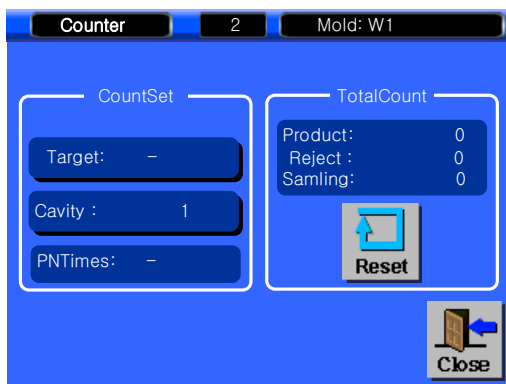 Counter 2 Mold: W1
CountSet
Target: -
Cavity : 1
PNTimes: -
TotalCount
Product: 0
Reject : 0
Samling: 0
Reset
Close